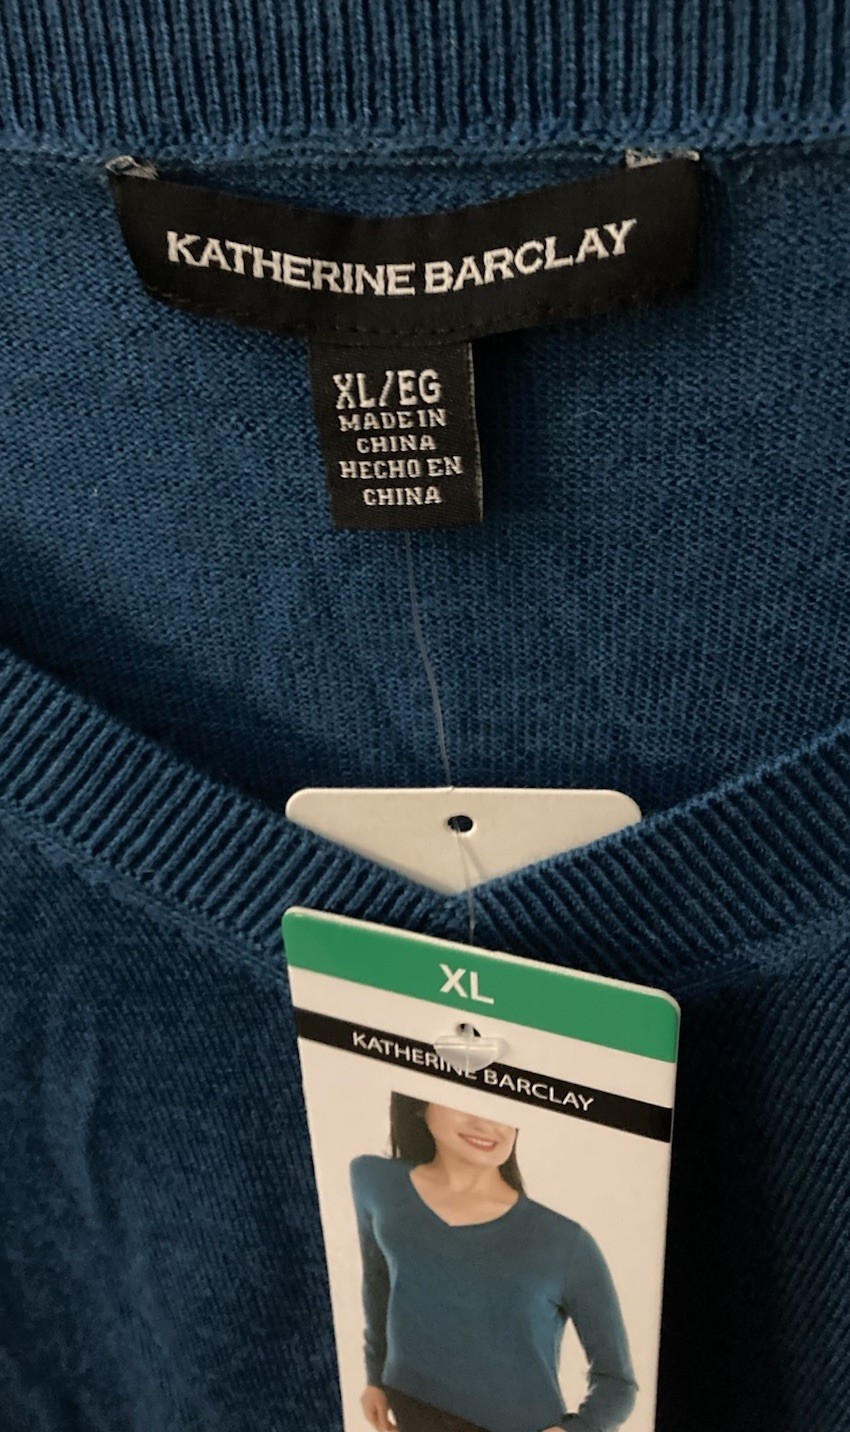 KATHERINE BARCLAY
XL/EG
MADE IN
CHINA
HECHO EN
CHINA
XL
KATHERINE BARCLAY